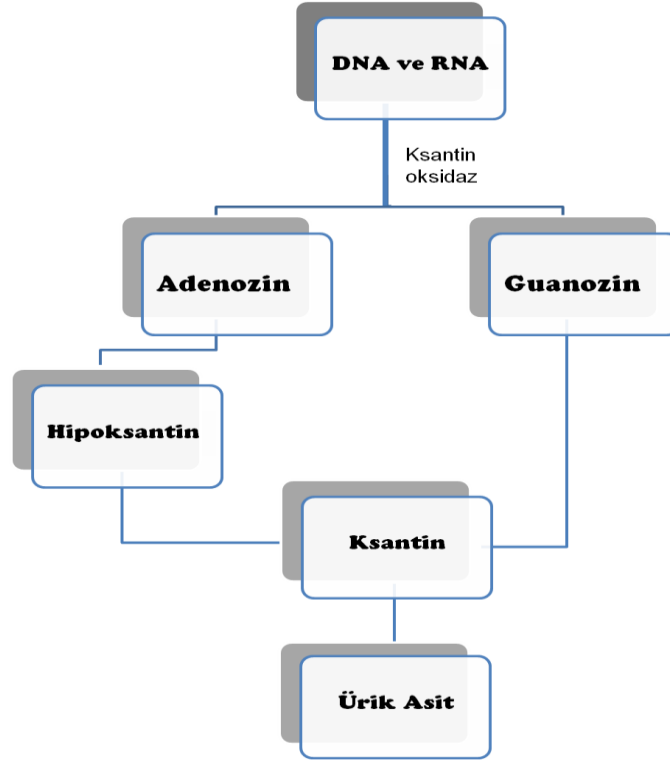 DNA ve RNA
Ksantin
oksidaz
Adenozin
Guanozin
Hipoksantin
Ksantin
Ürik Asit